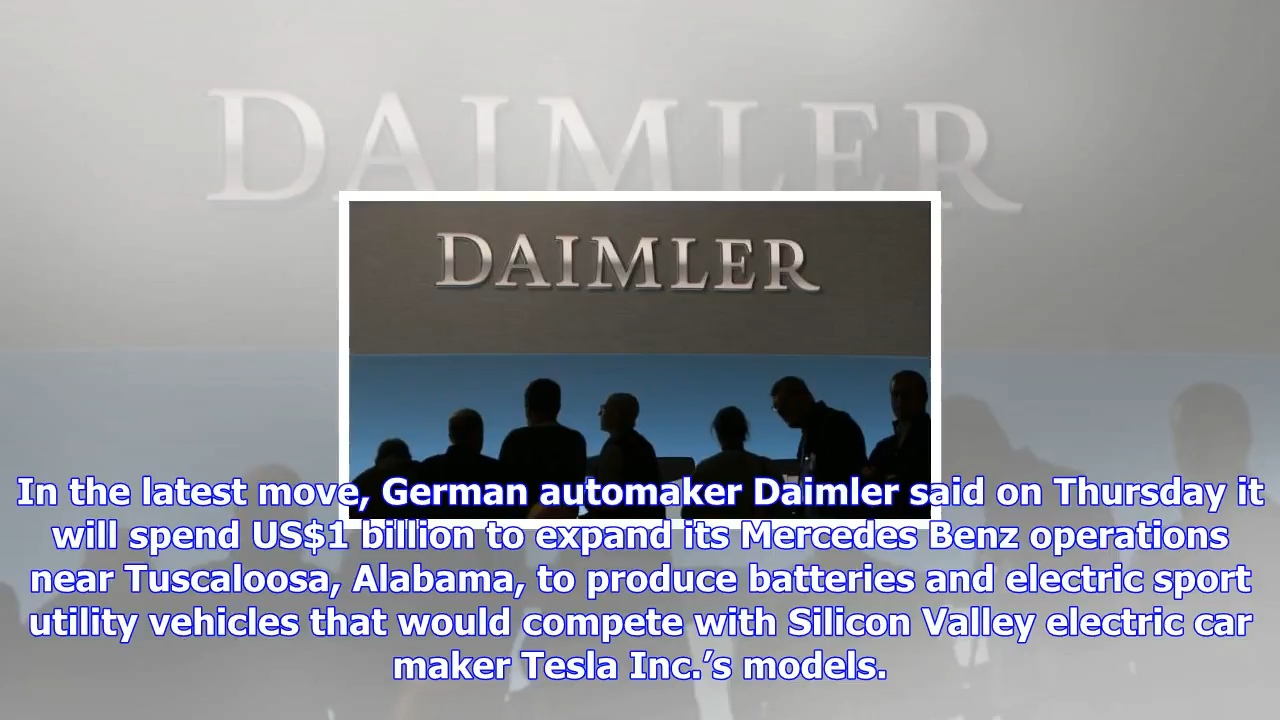 DAIMLER
DAIMLER
In the latest move, German automaker Daimler said on Thursday it
will spend US$1 billion to expand its Mercedes Benz operations
near Tuscaloosa, Alabama, to produce batteries and electric sport
utility vehicles that would compete with Silicon Valley electric car
maker Tesla Inc.’s models.